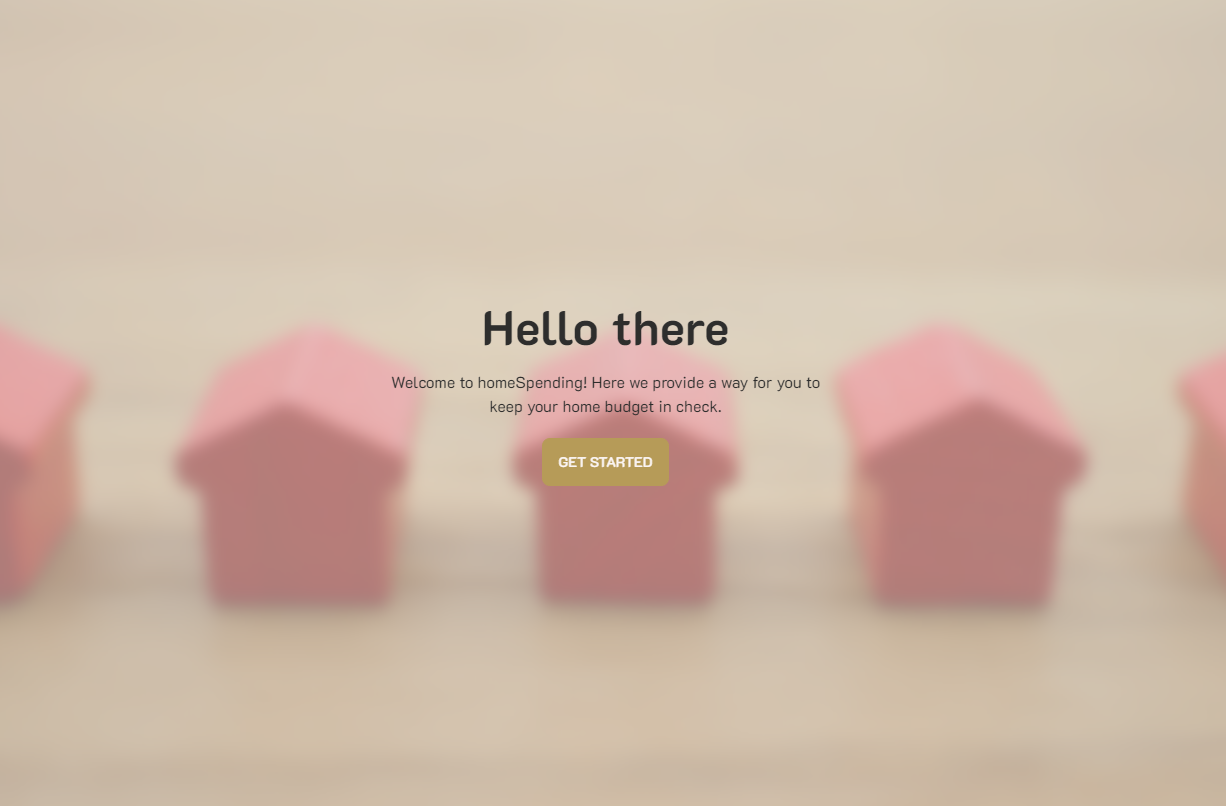 Hello there
Welcome to homeSpending! Here we provide a way for you to
keep your home budget in check.
GET STARTED